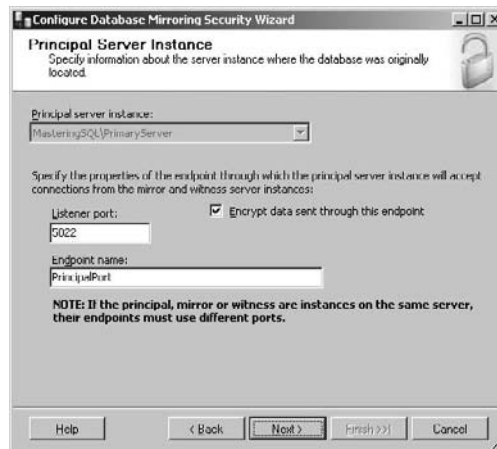 Configure Database Mirroring Security Wizard
Principal Server Instance
Specify information about the server instance where the database was originally
located.
Principal server instance:
MasteringSQL\PrimaryServer
Specify the properties of the endpoint through which the principal server instance will accept
connections from the mirror and witness server instances:
Listener port:
Encrypt data sent through this endpoint
5022
Endpoint name:
PrincipalPort
NOTE: If the principal, mirror or witness are instances on the same server,
their endpoints must use different ports.
Help
< Back
Next >
Finish >>|
Cancel